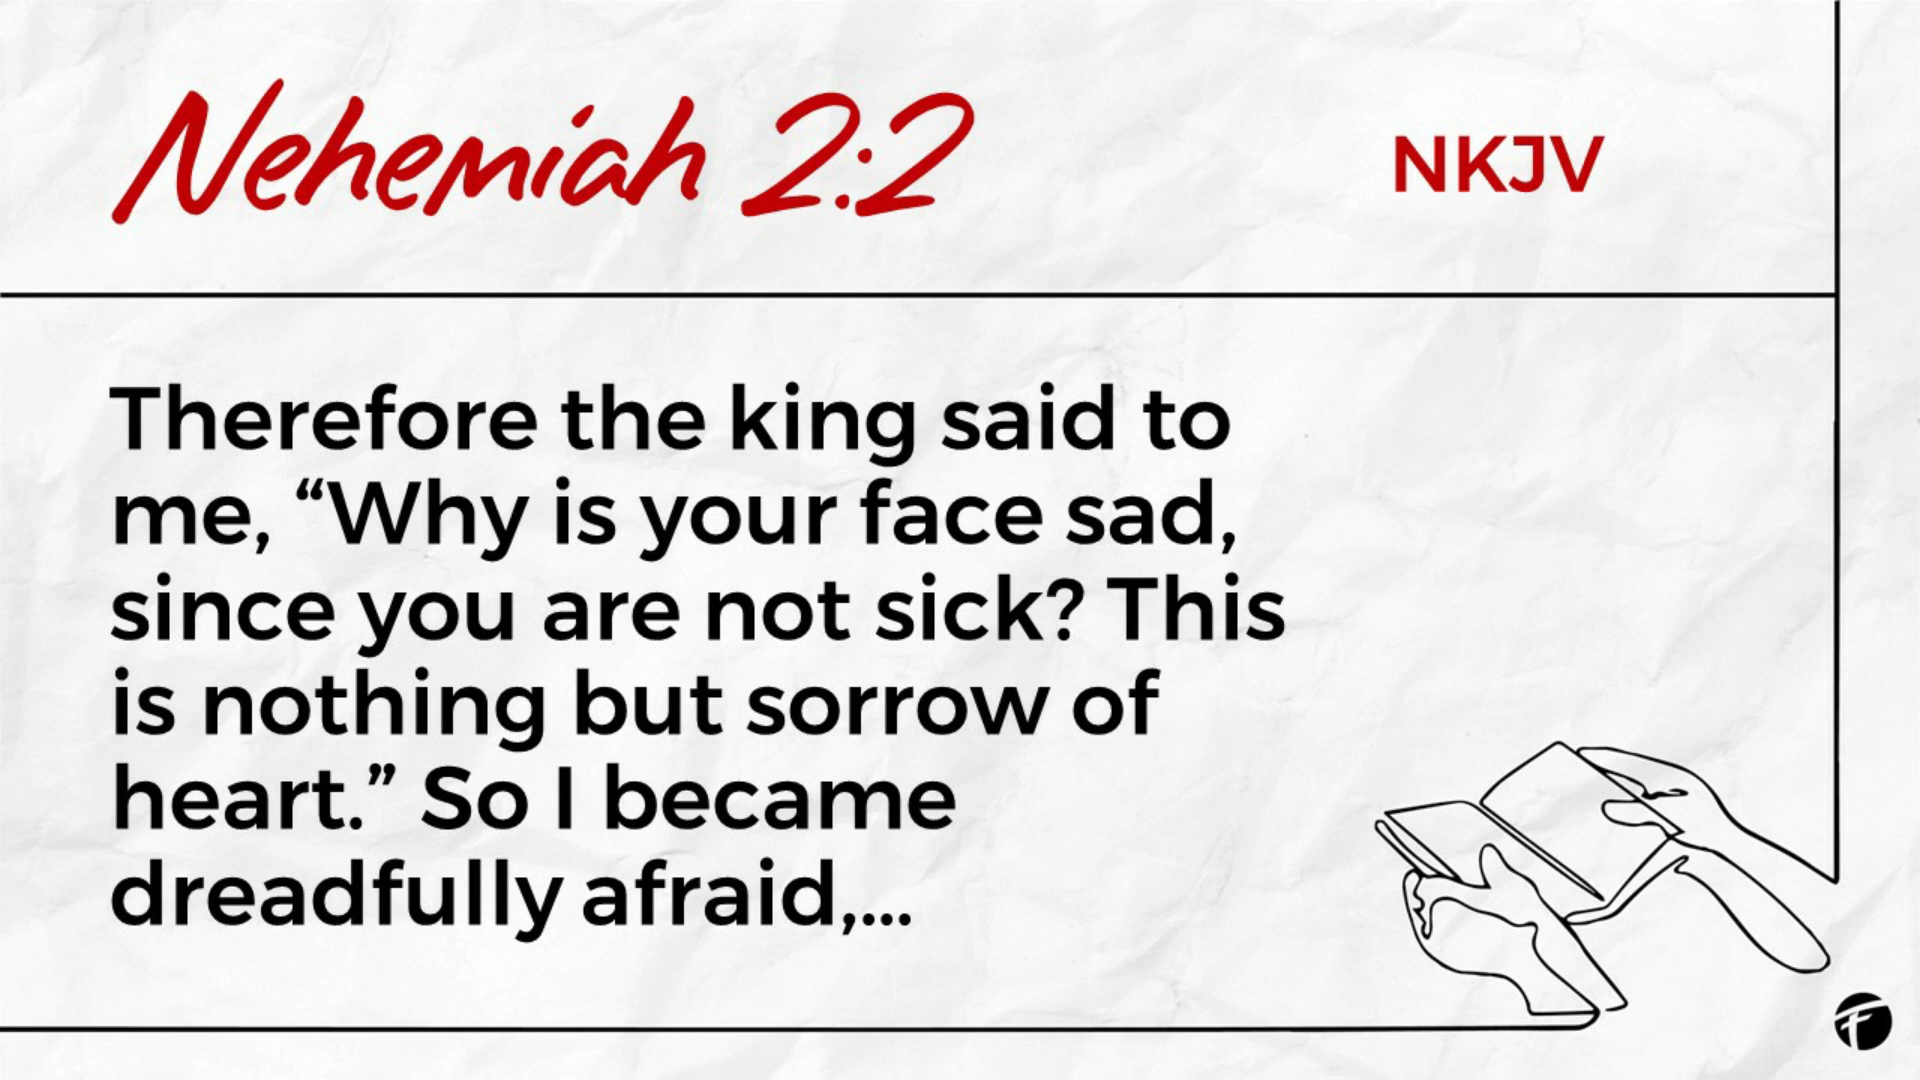 Nehemiah 2:2
NKJV
Therefore the king said to
me, “Why is your face sad,
since you are not sick? This
is nothing but sorrow of
heart.” So I became
dreadfully afraid,...